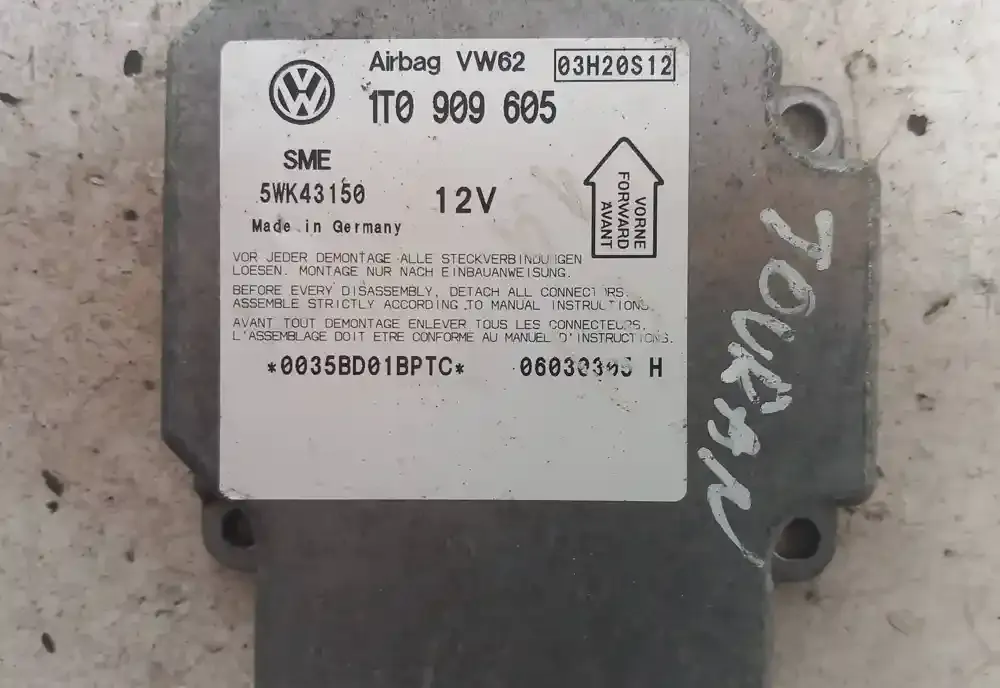 Airbag VW62 03H20S12
1T0 909 605
SME
5WK43150
12V
Made in Germany
VORNE
FORWARD
AVANT
VOR JEDER DEMONTAGE ALLE STECKVERBINDUNGEN
LOESEN. MONTAGE NUR NACH EINBAUANWEISUNG.
BEFORE EVERY DISASSEMBLY, DETACH ALL CONNECTORS.
ASSEMBLE STRICTLY ACCORDING TO MANUAL INSTRUCTIONS.
AVANT TOUT DEMONTAGE ENLEVER TOUS LES CONNECTEURS.
L'ASSEMBLAGE DOIT ETRE CONFORME AU MANUEL D'INSTRUCTIONS.
*0035BD01BPTC* H
TOURAN